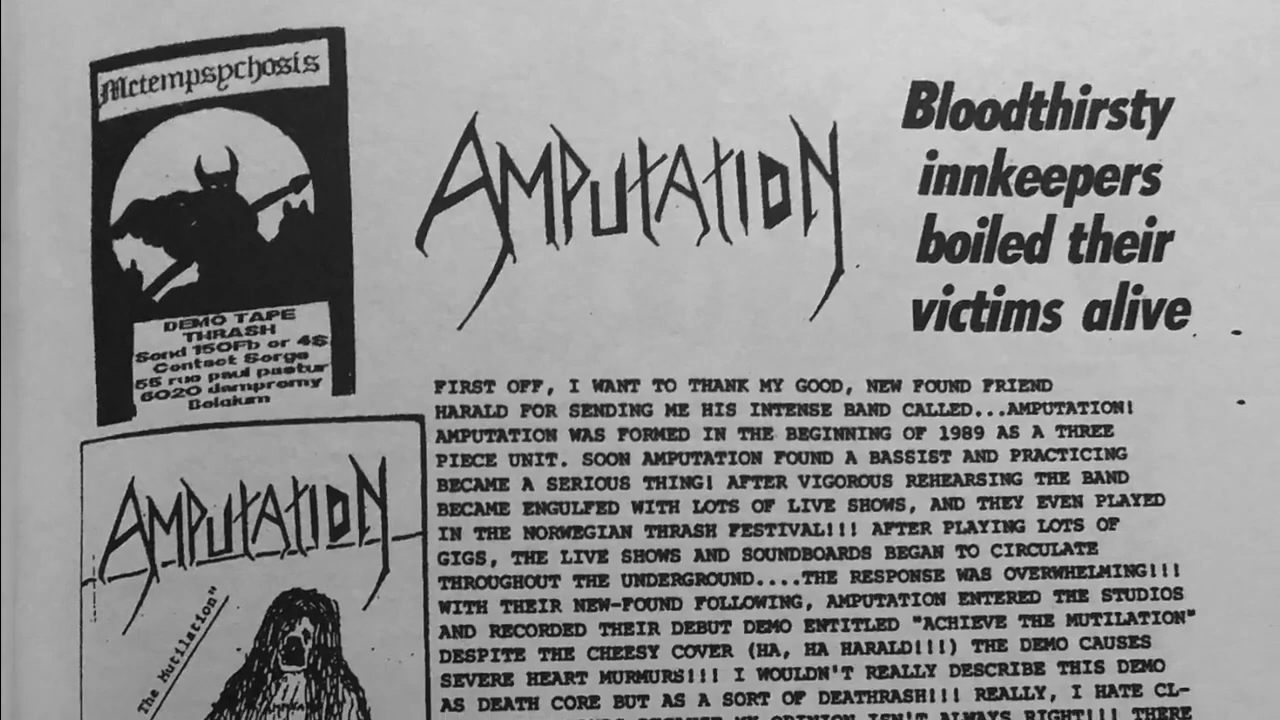 Metempsychosis
DEMO TAPE
THRASH
Send 150Fb or 4$
Contact Serge
55 rue paul pastur
6020 dampremy
Belgium
AMPUTATION
Bloodthirsty
innkeepers
boiled their
victims alive
AMPUTATION
The Mutilation"
FIRST OFF, I WANT TO THANK MY GOOD, NEW FOUND FRIEND
HARALD FOR SENDING ME HIS INTENSE BAND CALLED...AMPUTATION!
AMPUTATION WAS FORMED IN THE BEGINNING OF 1989 AS A THREE
PIECE UNIT. SOON AMPUTATION FOUND A BASSIST AND PRACTICING
BECAME A SERIOUS THING! AFTER VIGOROUS REHEARSING THE BAND
BECAME ENGULFED WITH LOTS OF LIVE SHOWS, AND THEY EVEN PLAYED
IN THE NORWEGIAN THRASH FESTIVAL!!! AFTER PLAYING LOTS OF
GIGS, THE LIVE SHOWS AND SOUNDBOARDS BEGAN TO CIRCULATE
THROUGHOUT THE UNDERGROUND....THE RESPONSE WAS OVERWHELMING!!!
WITH THEIR NEW-FOUND FOLLOWING, AMPUTATION ENTERED THE STUDIOS
AND RECORDED THEIR DEBUT DEMO ENTITLED "ACHIEVE THE MUTILATION"
DESPITE THE CHEESY COVER (HA, HA HARALD!!!) THE DEMO CAUSES
SEVERE HEART MURMURS!!! I WOULDN'T REALLY DESCRIBE THIS DEMO
AS DEATH CORE BUT AS A SORT OF DEATHRASH!!! REALLY, I HATE CL-
BECAUSE MY OPINION ISN'T ALWAYS RIGHT!!! THERE